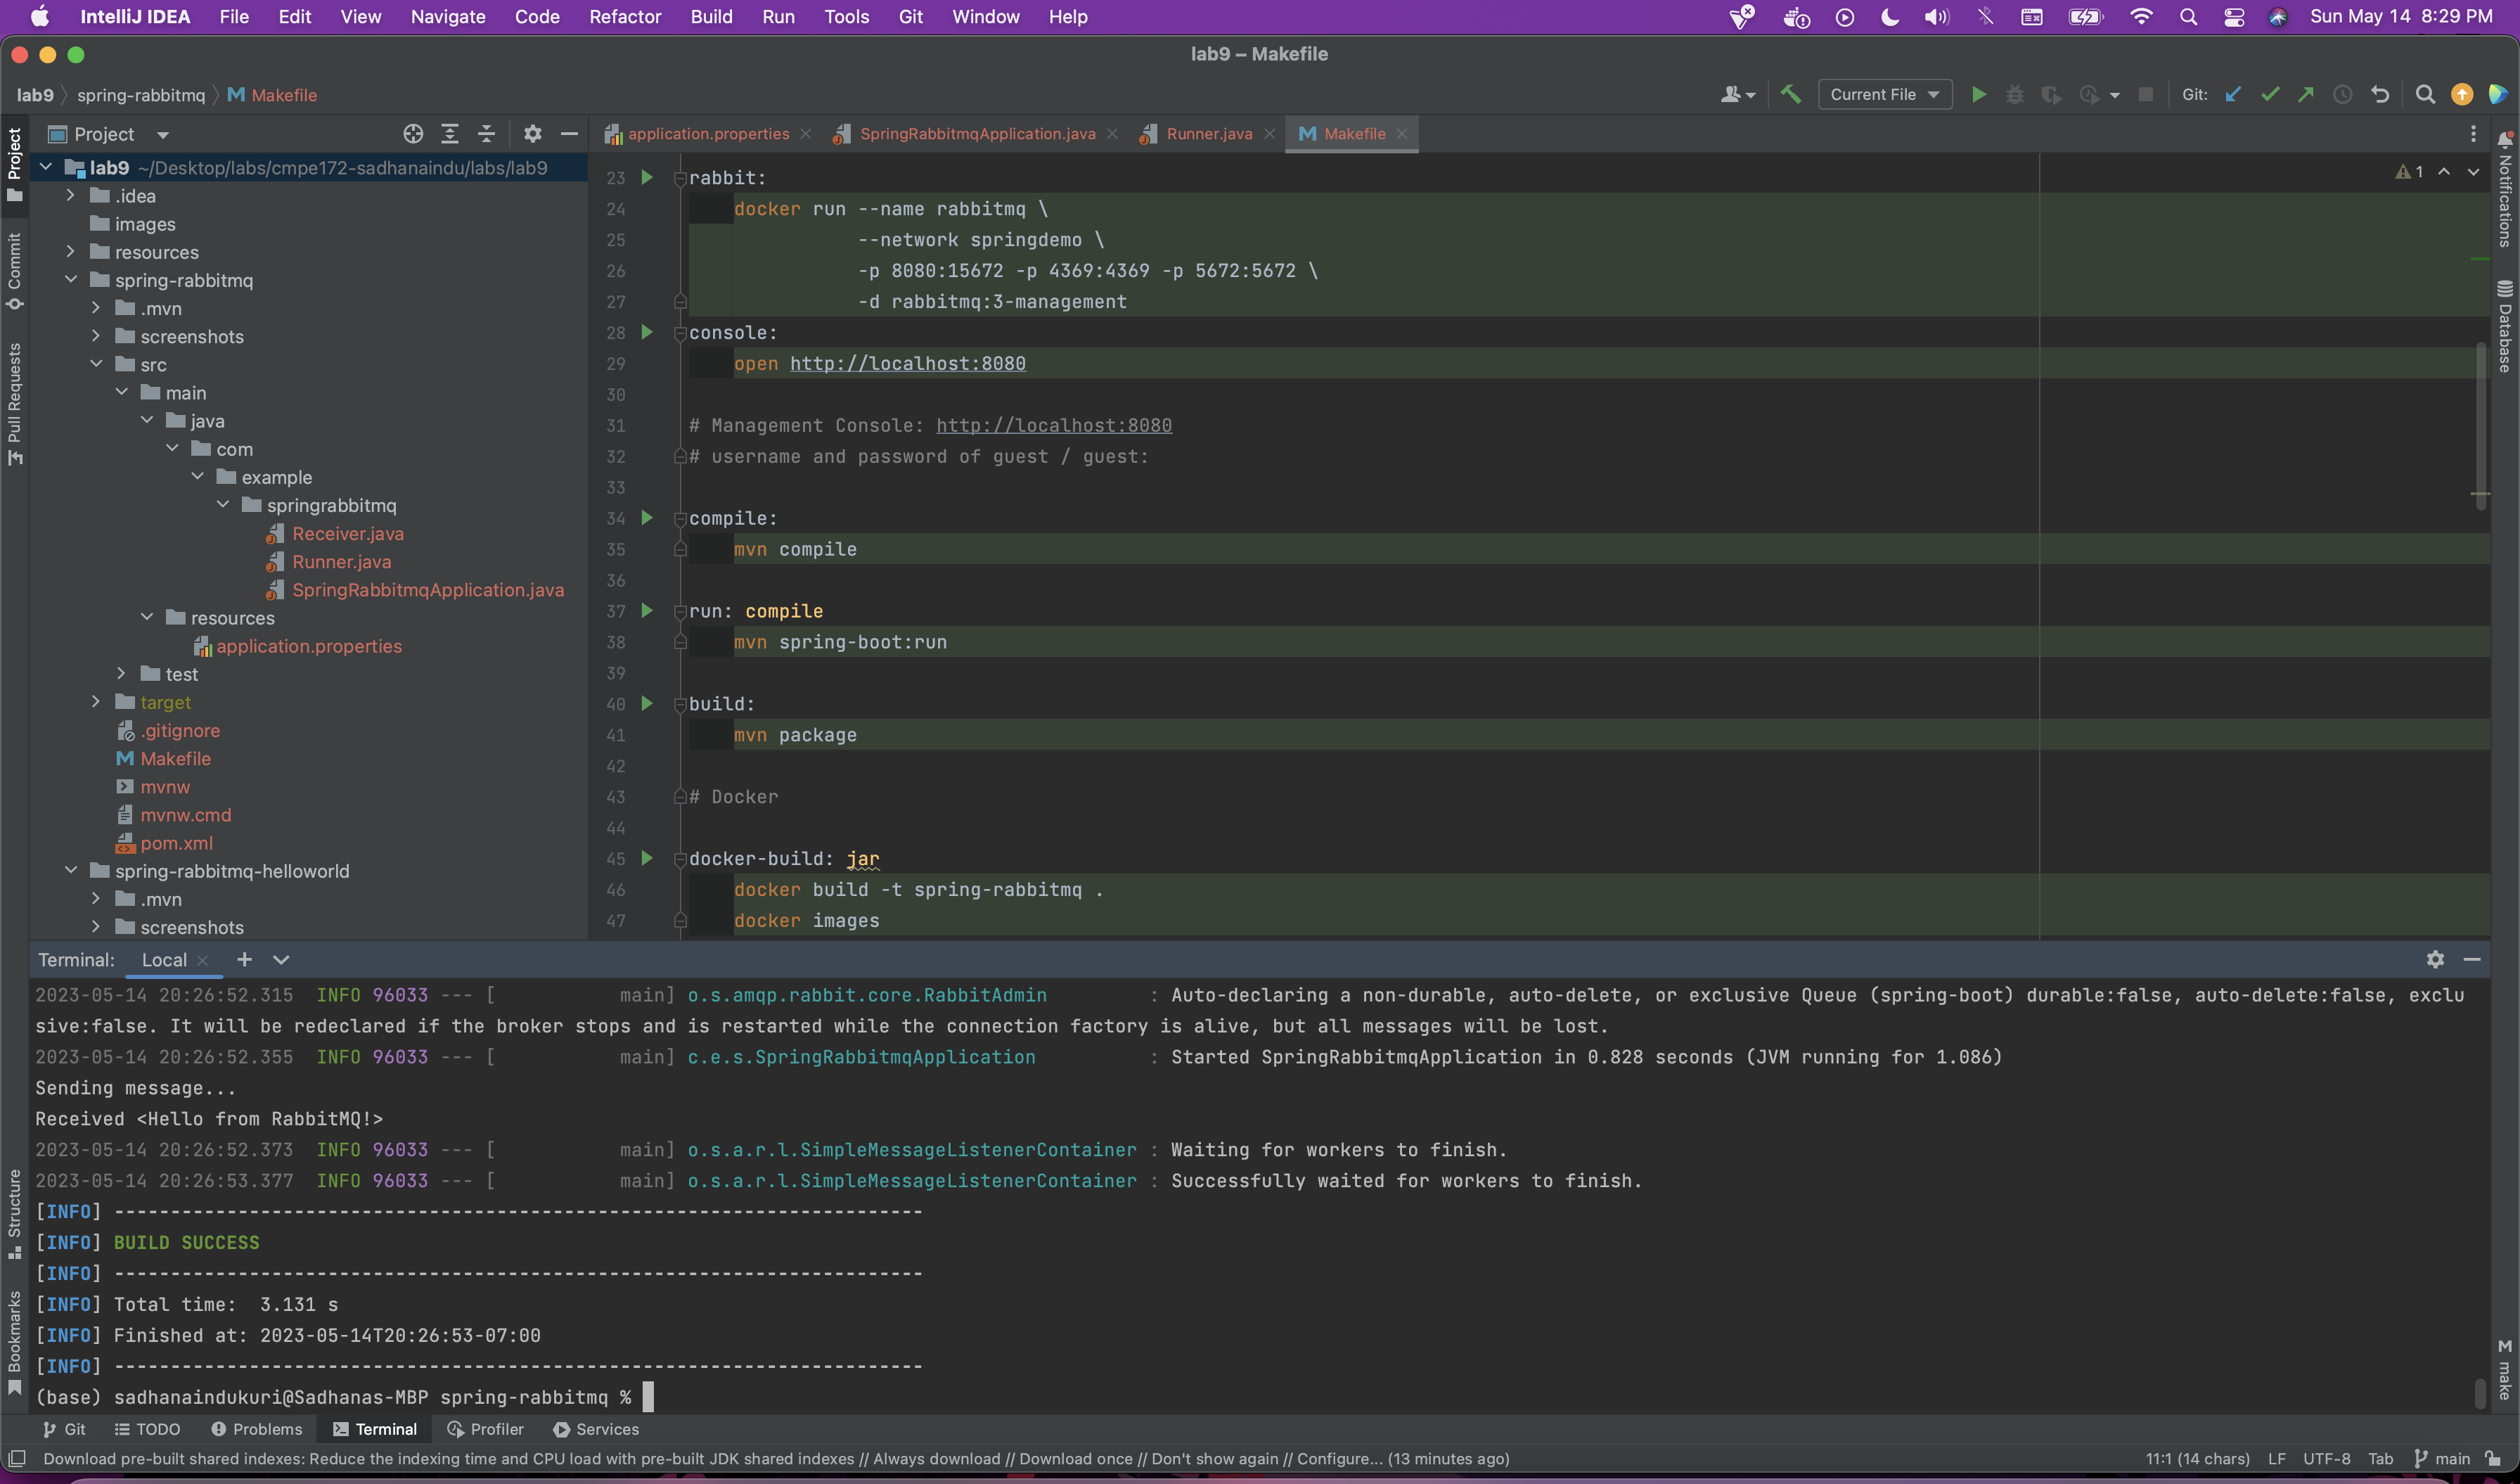 IntelliJ IDEA File Edit View Navigate Code Refactor Build Run Tools Git Window Help Sun May 14 8:29 PM
lab9 – Makefile
lab9 spring-rabbitmq Makefile Current File Git:
Project
application.properties SpringRabbitmqApplication.java Runner.java Makefile
Project
Commit
Pull Requests
Structure
Bookmarks
lab9 ~/Desktop/labs/cmpe172-sadhanaindu/labs/lab9
.idea
images
resources
spring-rabbitmq
.mvn
screenshots
src
main
java
com
example
springrabbitmq
Receiver.java
Runner.java
SpringRabbitmqApplication.java
resources
application.properties
test
target
.gitignore
Makefile
mvnw
mvnw.cmd
pom.xml
spring-rabbitmq-helloworld
.mvn
screenshots
1
23 rabbit:
24 docker run --name rabbitmq \
25 --network springdemo \
26 -p 8080:15672 -p 4369:4369 -p 5672:5672 \
27 -d rabbitmq:3-management
28 console:
29 open http://localhost:8080
30
31 # Management Console: http://localhost:8080
32 # username and password of guest / guest:
33
34 compile:
35 mvn compile
36
37 run: compile
38 mvn spring-boot:run
39
40 build:
41 mvn package
42
43 # Docker
44
45 docker-build: jar
46 docker build -t spring-rabbitmq .
47 docker images
Notifications
Database
make
Terminal: Local
2023-05-14 20:26:52.315 INFO 96033 --- [ main] o.s.amqp.rabbit.core.RabbitAdmin : Auto-declaring a non-durable, auto-delete, or exclusive Queue (spring-boot) durable:false, auto-delete:false, exclu
sive:false. It will be redeclared if the broker stops and is restarted while the connection factory is alive, but all messages will be lost.
2023-05-14 20:26:52.355 INFO 96033 --- [ main] c.e.s.SpringRabbitmqApplication : Started SpringRabbitmqApplication in 0.828 seconds (JVM running for 1.086)
Sending message...
Received <Hello from RabbitMQ!>
2023-05-14 20:26:52.373 INFO 96033 --- [ main] o.s.a.r.l.SimpleMessageListenerContainer : Waiting for workers to finish.
2023-05-14 20:26:53.377 INFO 96033 --- [ main] o.s.a.r.l.SimpleMessageListenerContainer : Successfully waited for workers to finish.
[INFO] ------------------------------------------------------------------------
[INFO] BUILD SUCCESS
[INFO] ------------------------------------------------------------------------
[INFO] Total time:  3.131 s
[INFO] Finished at: 2023-05-14T20:26:53-07:00
[INFO] ------------------------------------------------------------------------
(base) sadhanaindukuri@Sadhanas-MBP spring-rabbitmq %
Git TODO Problems Terminal Profiler Services
Download pre-built shared indexes: Reduce the indexing time and CPU load with pre-built JDK shared indexes // Always download // Download once // Don't show again // Configure... (13 minutes ago) 11:1 (14 chars) LF UTF-8 Tab main